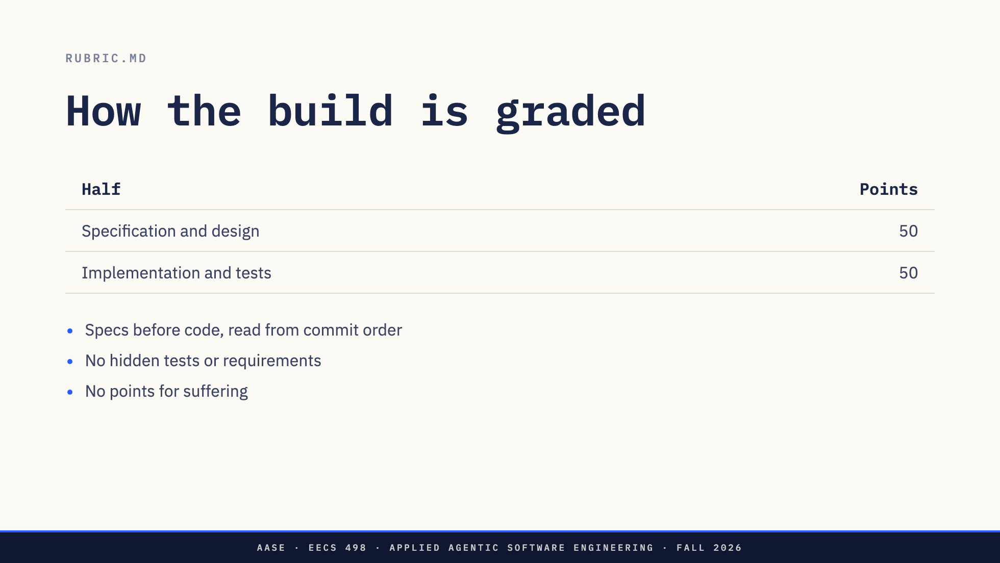 RUBRIC.MD
How the build is graded
Half Points
Specification and design 50
Implementation and tests 50
• Specs before code, read from commit order
• No hidden tests or requirements
• No points for suffering
AASE · EECS 498 · APPLIED AGENTIC SOFTWARE ENGINEERING · FALL 2026